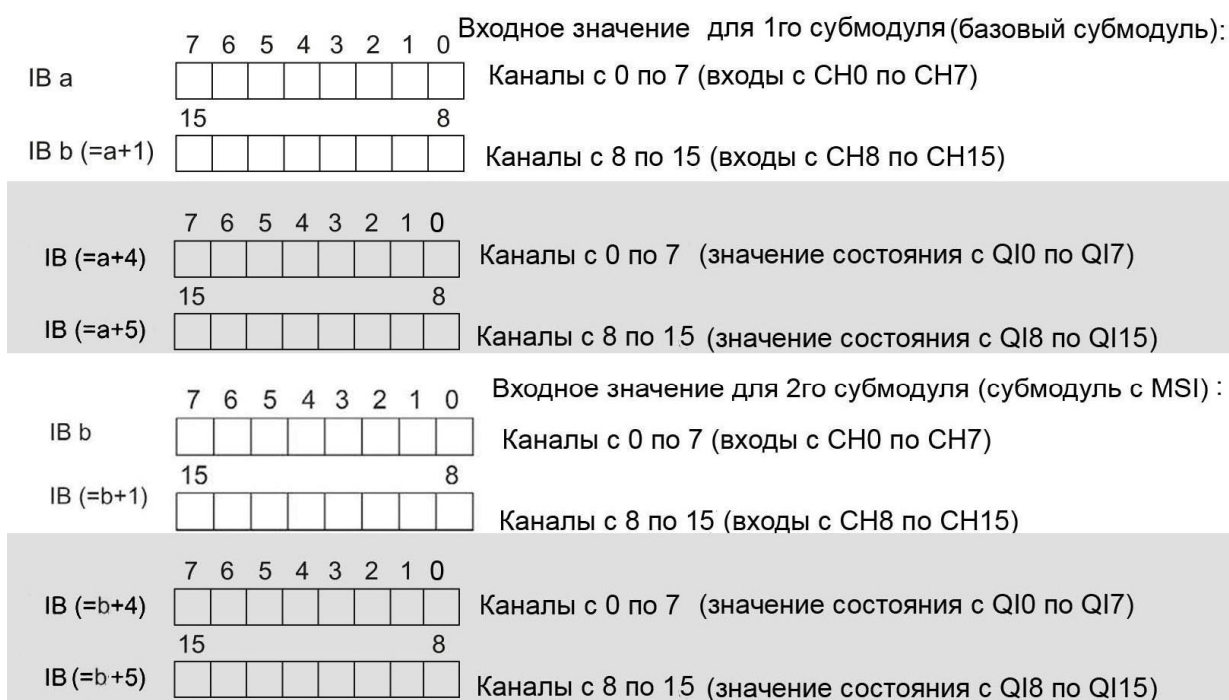 Входное значение для 1го субмодуля (базовый субмодуль):
7 6 5 4 3 2 1 0
IB a Каналы с 0 по 7 (входы с CH0 по CH7)
15 8
IB b (=a+1) Каналы с 8 по 15 (входы с CH8 по CH15)
7 6 5 4 3 2 1 0
IB (=a+4) Каналы с 0 по 7 (значение состояния с QI0 по QI7)
15 8
IB (=a+5) Каналы с 8 по 15 (значение состояния с QI8 по QI15)
Входное значение для 2го субмодуля (субмодуль с MSI) :
7 6 5 4 3 2 1 0
IB b Каналы с 0 по 7 (входы с CH0 по CH7)
15 8
IB (=b+1) Каналы с 8 по 15 (входы с CH8 по CH15)
7 6 5 4 3 2 1 0
IB (=b+4) Каналы с 0 по 7 (значение состояния с QI0 по QI7)
15 8
IB (=b+5) Каналы с 8 по 15 (значение состояния с QI8 по QI15)